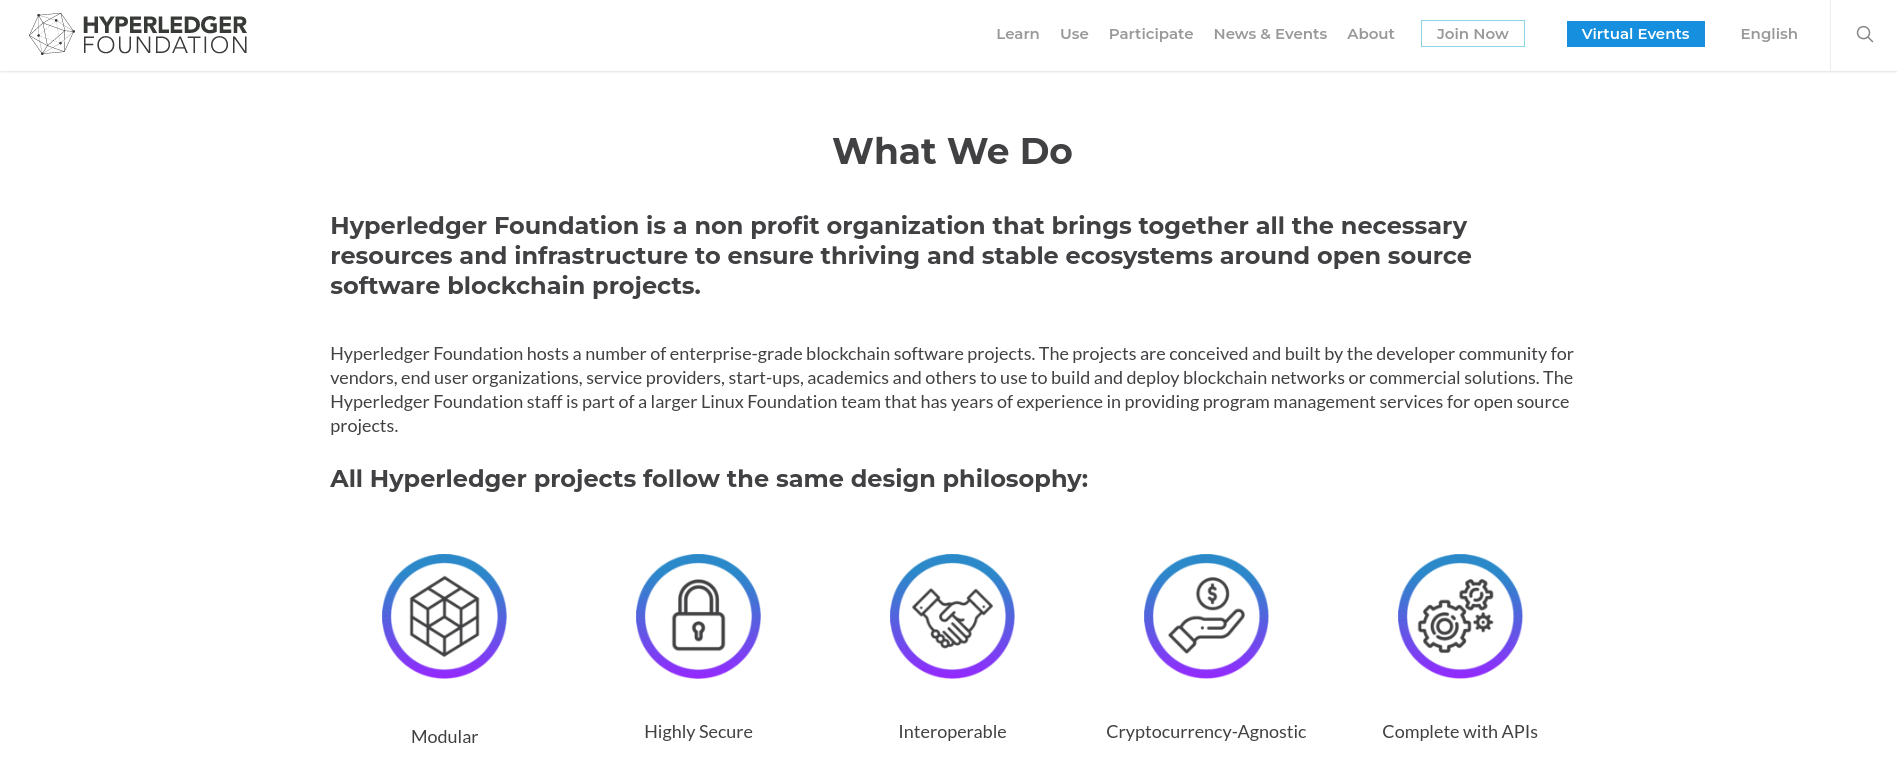 HYPERLEDGER
FOUNDATION
Learn Use Participate News & Events About Join Now Virtual Events English
What We Do
Hyperledger Foundation is a non profit organization that brings together all the necessary
resources and infrastructure to ensure thriving and stable ecosystems around open source
software blockchain projects.
Hyperledger Foundation hosts a number of enterprise-grade blockchain software projects. The projects are conceived and built by the developer community for
vendors, end user organizations, service providers, start-ups, academics and others to use to build and deploy blockchain networks or commercial solutions. The
Hyperledger Foundation staff is part of a larger Linux Foundation team that has years of experience in providing program management services for open source
projects.
All Hyperledger projects follow the same design philosophy:
$
Modular Highly Secure Interoperable Cryptocurrency-Agnostic Complete with APIs